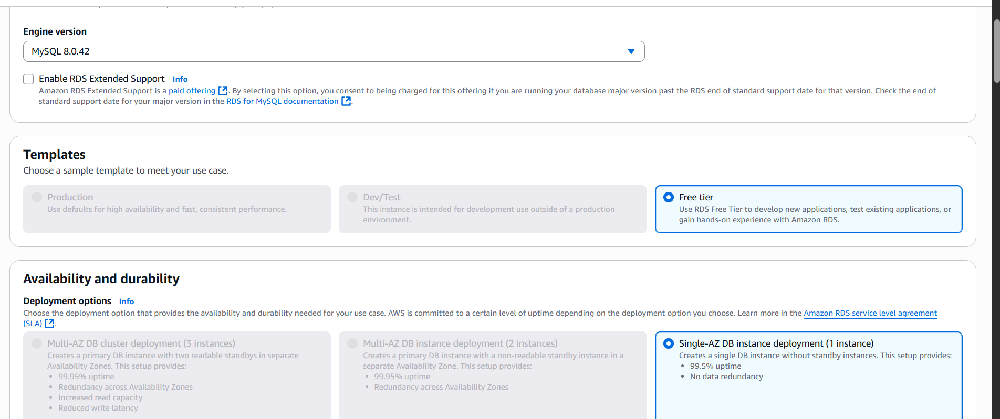 Engine version
MySQL 8.0.42
Enable RDS Extended Support Info
Amazon RDS Extended Support is a paid offering. By selecting this option, you consent to being charged for this offering if you are running your database major version past the RDS end of standard support date for that version. Check the end
of standard support date for your major version in the RDS for MySQL documentation.
Templates
Choose a sample template to meet your use case.
Production
Use defaults for high availability and fast, consistent performance.
Dev/Test
This instance is intended for development use outside of a production
environment.
Free tier
Use RDS Free Tier to develop new applications, test existing applications, or
gain hands-on experience with Amazon RDS.
Availability and durability
Deployment options Info
Choose the deployment option that provides the availability and durability needed for your use case. AWS is committed to a certain level of uptime depending on the deployment option you choose. Learn more in the Amazon RDS service level agreement
(SLA).
Multi-AZ DB cluster deployment (3 instances)
Creates a primary DB instance with two readable standbys in separate
Availability Zones. This setup provides:
• 99.95% uptime
• Redundancy across Availability Zones
• Increased read capacity
• Reduced write latency
Multi-AZ DB instance deployment (2 instances)
Creates a primary DB instance with a non-readable standby instance in a
separate Availability Zone. This setup provides:
• 99.95% uptime
• Redundancy across Availability Zones
Single-AZ DB instance deployment (1 instance)
Creates a single DB instance without standby instances. This setup provides:
• 99.5% uptime
• No data redundancy